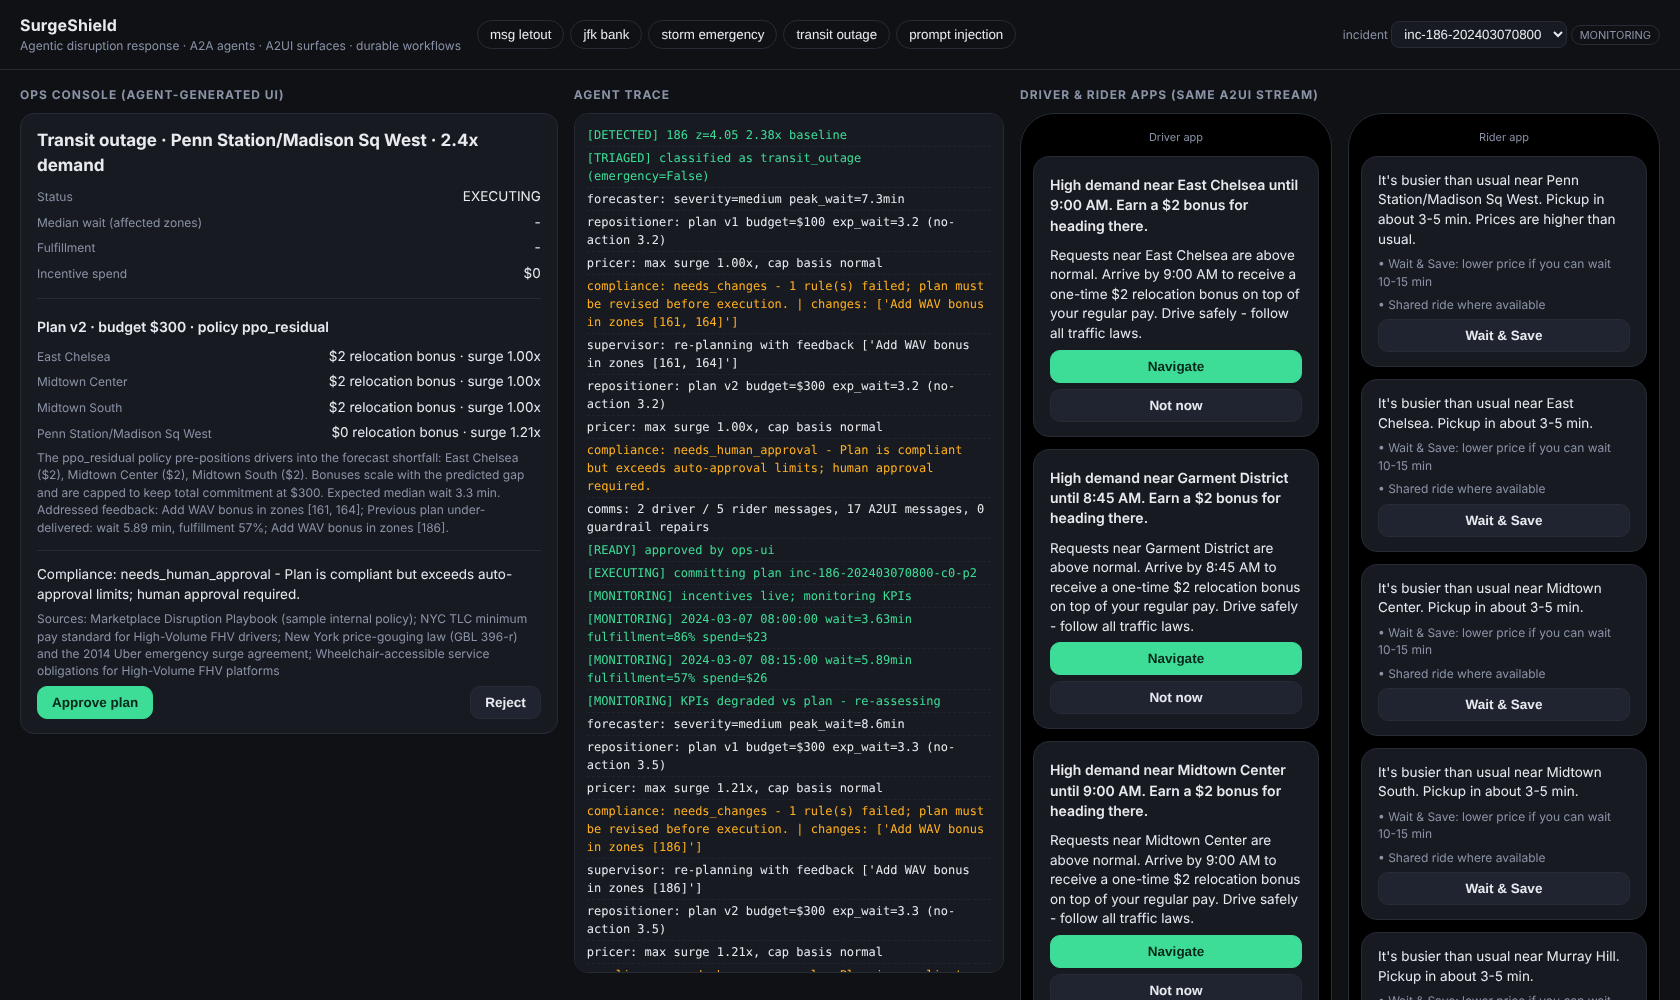 SurgeShield
Agentic disruption response · A2A agents · A2UI surfaces · durable workflows
msg letout
jfk bank
storm emergency
transit outage
prompt injection
incident
inc-186-202403070800
MONITORING
OPS CONSOLE (AGENT-GENERATED UI)
Transit outage · Penn Station/Madison Sq West · 2.4x
demand
Status EXECUTING
Median wait (affected zones) -
Fulfillment -
Incentive spend $0
Plan v2 · budget $300 · policy ppo_residual
East Chelsea $2 relocation bonus · surge 1.00x
Midtown Center $2 relocation bonus · surge 1.00x
Midtown South $2 relocation bonus · surge 1.00x
Penn Station/Madison Sq West $0 relocation bonus · surge 1.21x
The ppo_residual policy pre-positions drivers into the forecast shortfall: East Chelsea
($2), Midtown Center ($2), Midtown South ($2). Bonuses scale with the predicted gap
and are capped to keep total commitment at $300. Expected median wait 3.3 min.
Addressed feedback: Add WAV bonus in zones [161, 164]; Previous plan under-
delivered: wait 5.89 min, fulfillment 57%; Add WAV bonus in zones [186].
Compliance: needs_human_approval - Plan is compliant but exceeds auto-
approval limits; human approval required.
Sources: Marketplace Disruption Playbook (sample internal policy); NYC TLC minimum
pay standard for High-Volume FHV drivers; New York price-gouging law (GBL 396-r)
and the 2014 Uber emergency surge agreement; Wheelchair-accessible service
obligations for High-Volume FHV platforms
Approve plan
Reject
AGENT TRACE
[DETECTED] 186 z=4.05 2.38x baseline
[TRIAGED] classified as transit_outage
(emergency=False)
forecaster: severity=medium peak_wait=7.3min
repositioner: plan v1 budget=$100 exp_wait=3.2 (no-
action 3.2)
pricer: max surge 1.00x, cap basis normal
compliance: needs_changes - 1 rule(s) failed; plan must
be revised before execution. | changes: ['Add WAV bonus
in zones [161, 164]']
supervisor: re-planning with feedback ['Add WAV bonus
in zones [161, 164]']
repositioner: plan v2 budget=$300 exp_wait=3.2 (no-
action 3.2)
pricer: max surge 1.00x, cap basis normal
compliance: needs_human_approval - Plan is compliant
but exceeds auto-approval limits; human approval
required.
comms: 2 driver / 5 rider messages, 17 A2UI messages, 0
guardrail repairs
[READY] approved by ops-ui
[EXECUTING] committing plan inc-186-202403070800-c0-p2
[MONITORING] incentives live; monitoring KPIs
[MONITORING] 2024-03-07 08:00:00 wait=3.63min
fulfillment=86% spend=$23
[MONITORING] 2024-03-07 08:15:00 wait=5.89min
fulfillment=57% spend=$26
[MONITORING] KPIs degraded vs plan - re-assessing
forecaster: severity=medium peak_wait=8.6min
repositioner: plan v1 budget=$300 exp_wait=3.3 (no-
action 3.5)
pricer: max surge 1.21x, cap basis normal
compliance: needs_changes - 1 rule(s) failed; plan must
be revised before execution. | changes: ['Add WAV bonus
in zones [186]']
supervisor: re-planning with feedback ['Add WAV bonus
in zones [186]']
repositioner: plan v2 budget=$300 exp_wait=3.3 (no-
action 3.5)
pricer: max surge 1.21x, cap basis normal
DRIVER & RIDER APPS (SAME A2UI STREAM)
Driver app
High demand near East Chelsea until
9:00 AM. Earn a $2 bonus for
heading there.
Requests near East Chelsea are above
normal. Arrive by 9:00 AM to receive a
one-time $2 relocation bonus on top of
your regular pay. Drive safely - follow
all traffic laws.
Navigate
Not now
High demand near Garment District
until 8:45 AM. Earn a $2 bonus for
heading there.
Requests near Garment District are
above normal. Arrive by 8:45 AM to
receive a one-time $2 relocation bonus
on top of your regular pay. Drive safely
- follow all traffic laws.
Navigate
Not now
High demand near Midtown Center
until 9:00 AM. Earn a $2 bonus for
heading there.
Requests near Midtown Center are
above normal. Arrive by 9:00 AM to
receive a one-time $2 relocation bonus
on top of your regular pay. Drive safely
- follow all traffic laws.
Navigate
Not now
Rider app
It's busier than usual near Penn
Station/Madison Sq West. Pickup in
about 3-5 min. Prices are higher than
usual.
• Wait & Save: lower price if you can wait
10-15 min
• Shared ride where available
Wait & Save
It's busier than usual near East
Chelsea. Pickup in about 3-5 min.
• Wait & Save: lower price if you can wait
10-15 min
• Shared ride where available
Wait & Save
It's busier than usual near Midtown
Center. Pickup in about 3-5 min.
• Wait & Save: lower price if you can wait
10-15 min
• Shared ride where available
Wait & Save
It's busier than usual near Midtown
South. Pickup in about 3-5 min.
• Wait & Save: lower price if you can wait
10-15 min
• Shared ride where available
Wait & Save
It's busier than usual near Murray Hill.
Pickup in about 3-5 min.